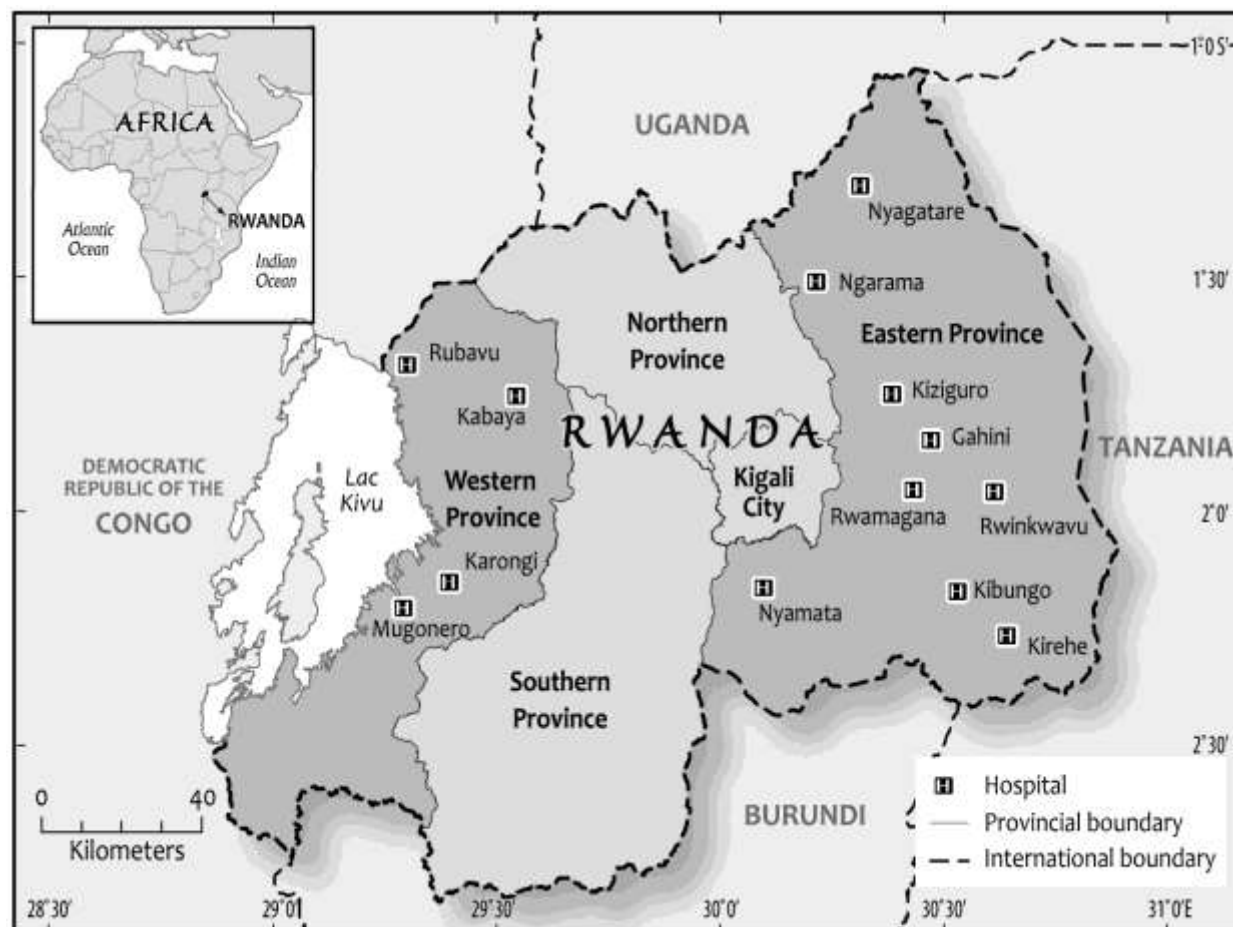 AFRICA
RWANDA
Atlantic
Ocean
Indian
Ocean
UGANDA
1°0 S'
Nyagatare
1°30'
Ngarama
Northern
Province
Eastern Province
Rubavu
Kabaya
Kiziguro
RWANDA
Gahini
TANZANIA
DEMOCRATIC
REPUBLIC OF THE
CONGO
Lac
Kivu
Western
Province
Kigali
City
Rwamagana
Rwinkwavu
2°0'
Karongi
Mugonero
Nyamata
Kibungo
Kirehe
Southern
Province
2°30'
BURUNDI
0 40
Kilometers
H Hospital
Provincial boundary
International boundary
28°30' 29°0' 29°30' 30°0' 30°30' 31°0'E